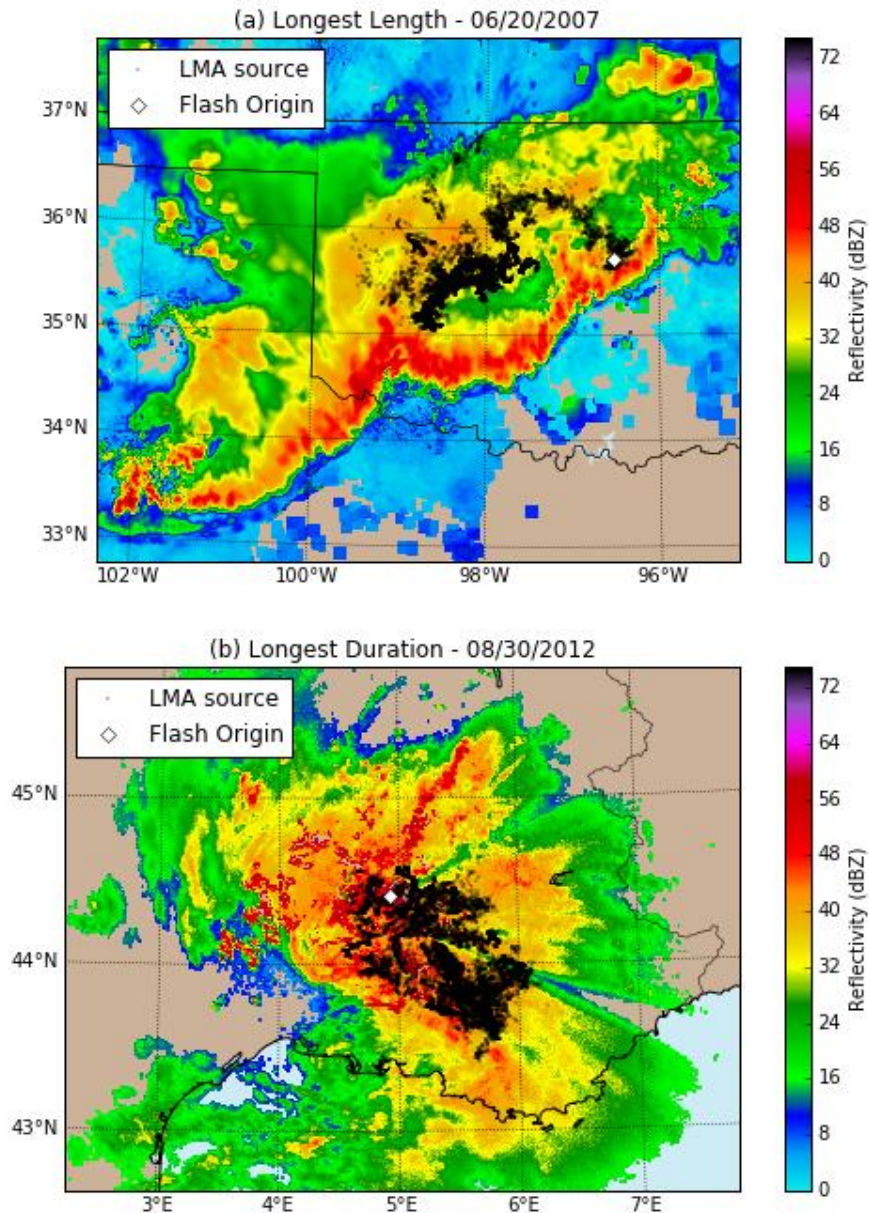 (a) Longest Length - 06/20/2007
LMA source
Flash Origin
37°N
36°N
35°N
34°N
33°N
102°W 100°W 98°W 96°W
72
64
56
48
40
32
24
16
8
0
Reflectivity (dBZ)
(b) Longest Duration - 08/30/2012
LMA source
Flash Origin
45°N
44°N
43°N
3°E 4°E 5°E 6°E 7°E
72
64
56
48
40
32
24
16
8
0
Reflectivity (dBZ)